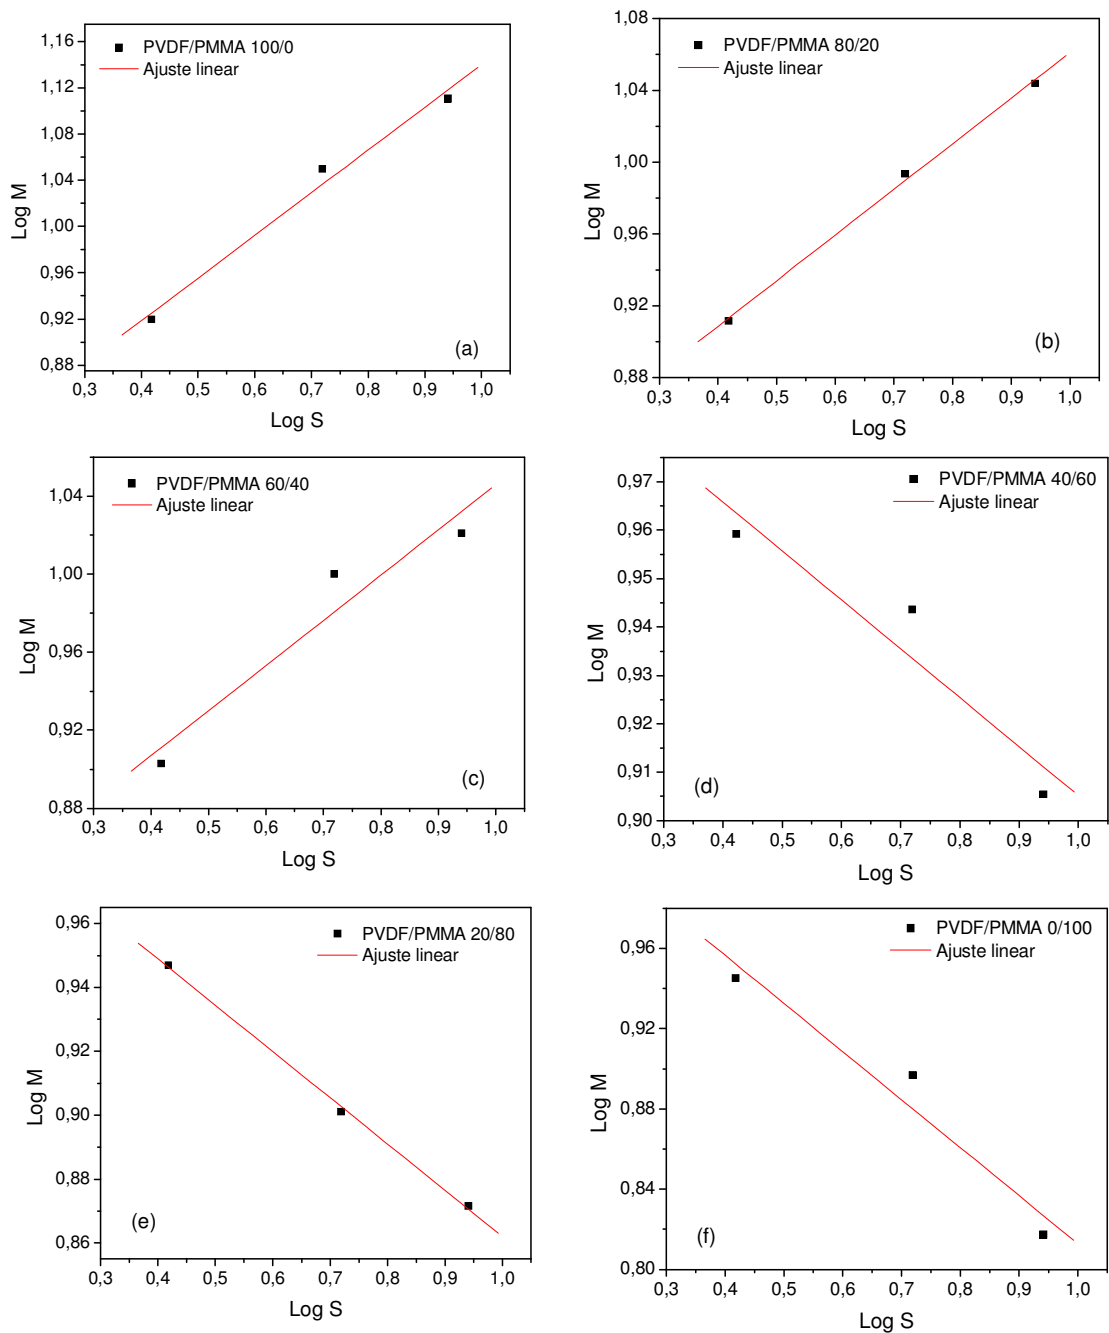 PVDF/PMMA 100/0
Ajuste linear
1,16
1,12
1,08
1,04
1,00
0,96
0,92
0,88
Log M
(a)
0,3 0,4 0,5 0,6 0,7 0,8 0,9 1,0
Log S
PVDF/PMMA 80/20
Ajuste linear
1,08
1,04
1,00
0,96
0,92
0,88
Log M
(b)
0,3 0,4 0,5 0,6 0,7 0,8 0,9 1,0
Log S
PVDF/PMMA 60/40
Ajuste linear
1,04
1,00
0,96
0,92
0,88
Log M
(c)
0,3 0,4 0,5 0,6 0,7 0,8 0,9 1,0
Log S
PVDF/PMMA 40/60
Ajuste linear
0,97
0,96
0,95
0,94
0,93
0,92
0,91
0,90
Log M
(d)
0,3 0,4 0,5 0,6 0,7 0,8 0,9 1,0
Log S
PVDF/PMMA 20/80
Ajuste linear
0,96
0,94
0,92
0,90
0,88
0,86
Log M
(e)
0,3 0,4 0,5 0,6 0,7 0,8 0,9 1,0
Log S
PVDF/PMMA 0/100
Ajuste linear
0,96
0,92
0,88
0,84
0,80
Log M
(f)
0,3 0,4 0,5 0,6 0,7 0,8 0,9 1,0
Log S